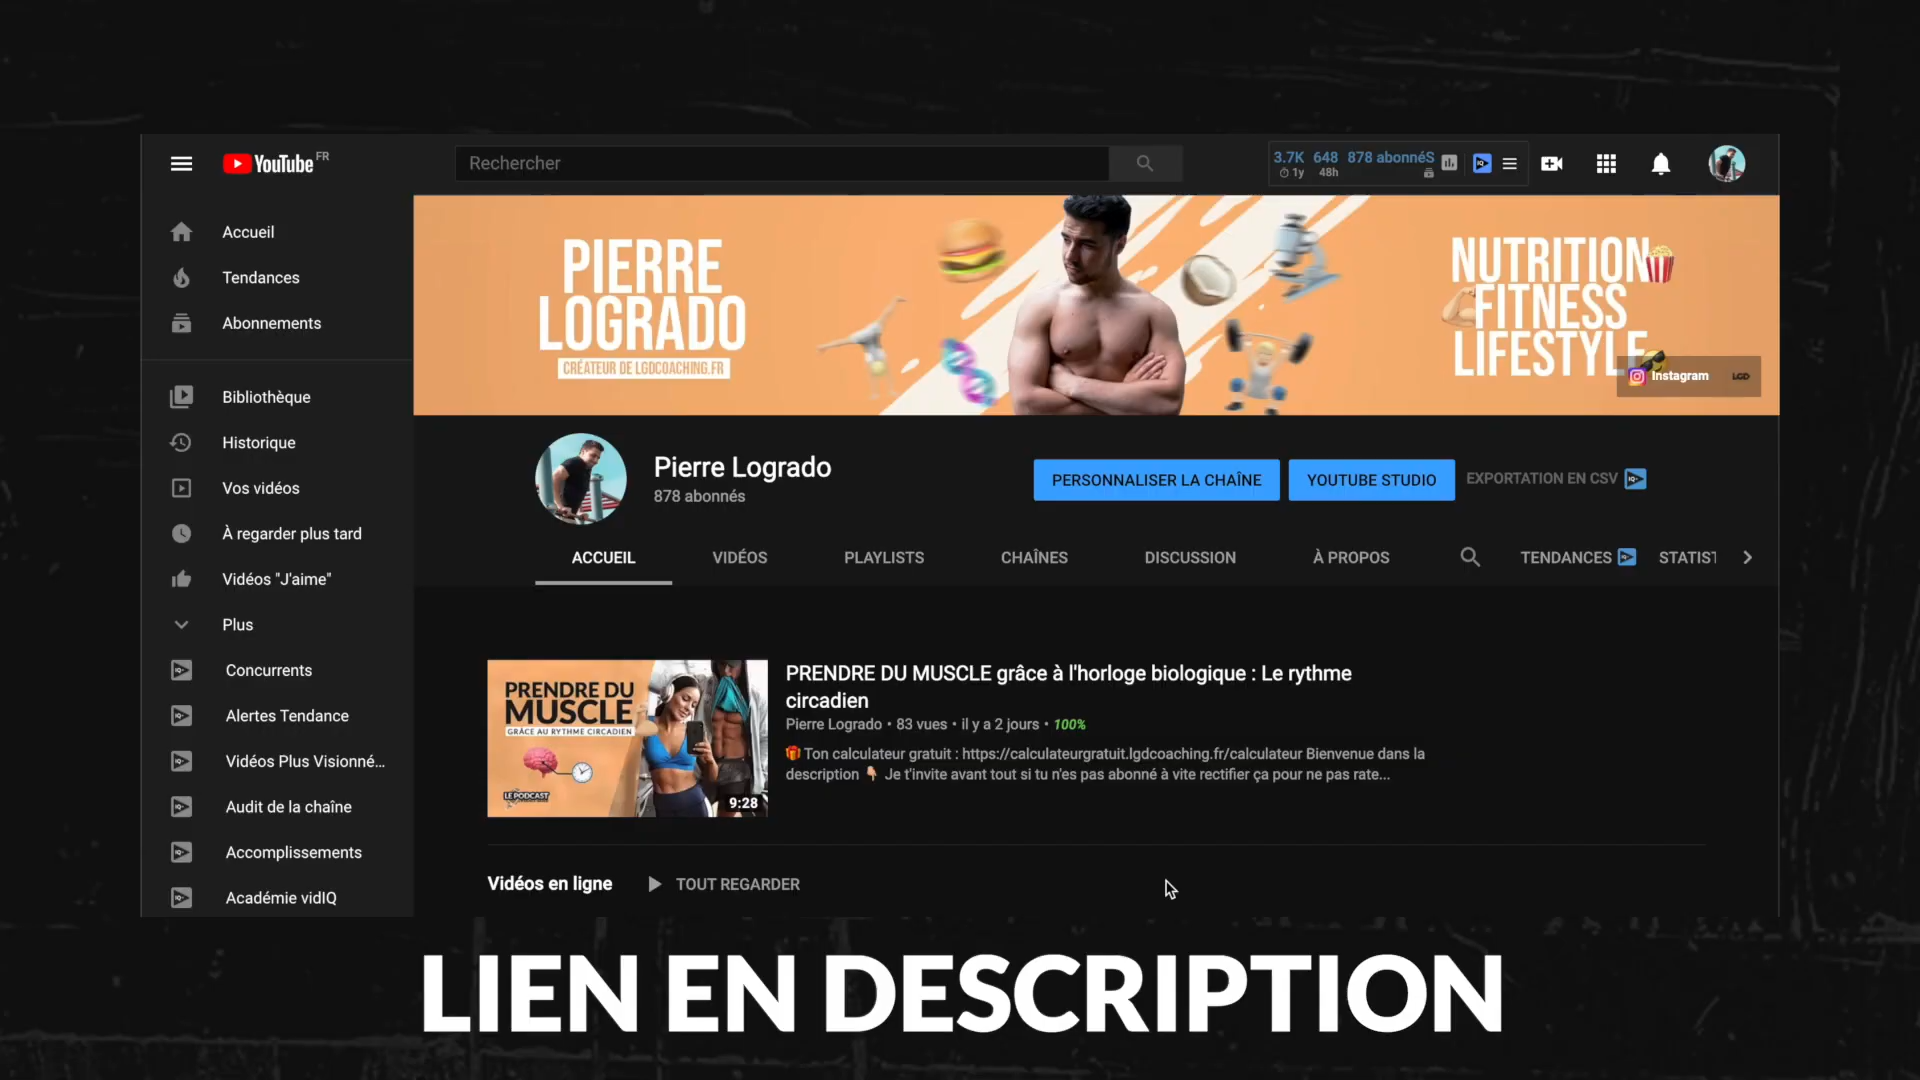 YouTube FR
Rechercher
3.7K 648 878 abonnéS
1y 48h
Accueil
Tendances
Abonnements
Bibliothèque
Historique
Vos vidéos
À regarder plus tard
Vidéos "J'aime"
Plus
Concurrents
Alertes Tendance
Vidéos Plus Visionné...
Audit de la chaîne
Accomplissements
Académie vidIQ
PIERRE
LOGRADO
CRÉATEUR DE LGDCOACHING.FR
NUTRITION
FITNESS
LIFESTYLE
Instagram LGD
Pierre Logrado
878 abonnés
PERSONNALISER LA CHAÎNE
YOUTUBE STUDIO
EXPORTATION EN CSV
ACCUEIL VIDÉOS PLAYLISTS CHAÎNES DISCUSSION À PROPOS TENDANCES STATIST
PRENDRE DU
MUSCLE
GRÂCE AU RYTHME CIRCADIEN
LE PODCAST
9:28
PRENDRE DU MUSCLE grâce à l'horloge biologique : Le rythme
circadien
Pierre Logrado • 83 vues • il y a 2 jours • 100%
🎁 Ton calculateur gratuit : https://calculateurgratuit.lgdcoaching.fr/calculateur Bienvenue dans la
description 👇 Je t'invite avant tout si tu n'es pas abonné à vite rectifier ça pour ne pas rate...
Vidéos en ligne
TOUT REGARDER
LIEN EN DESCRIPTION